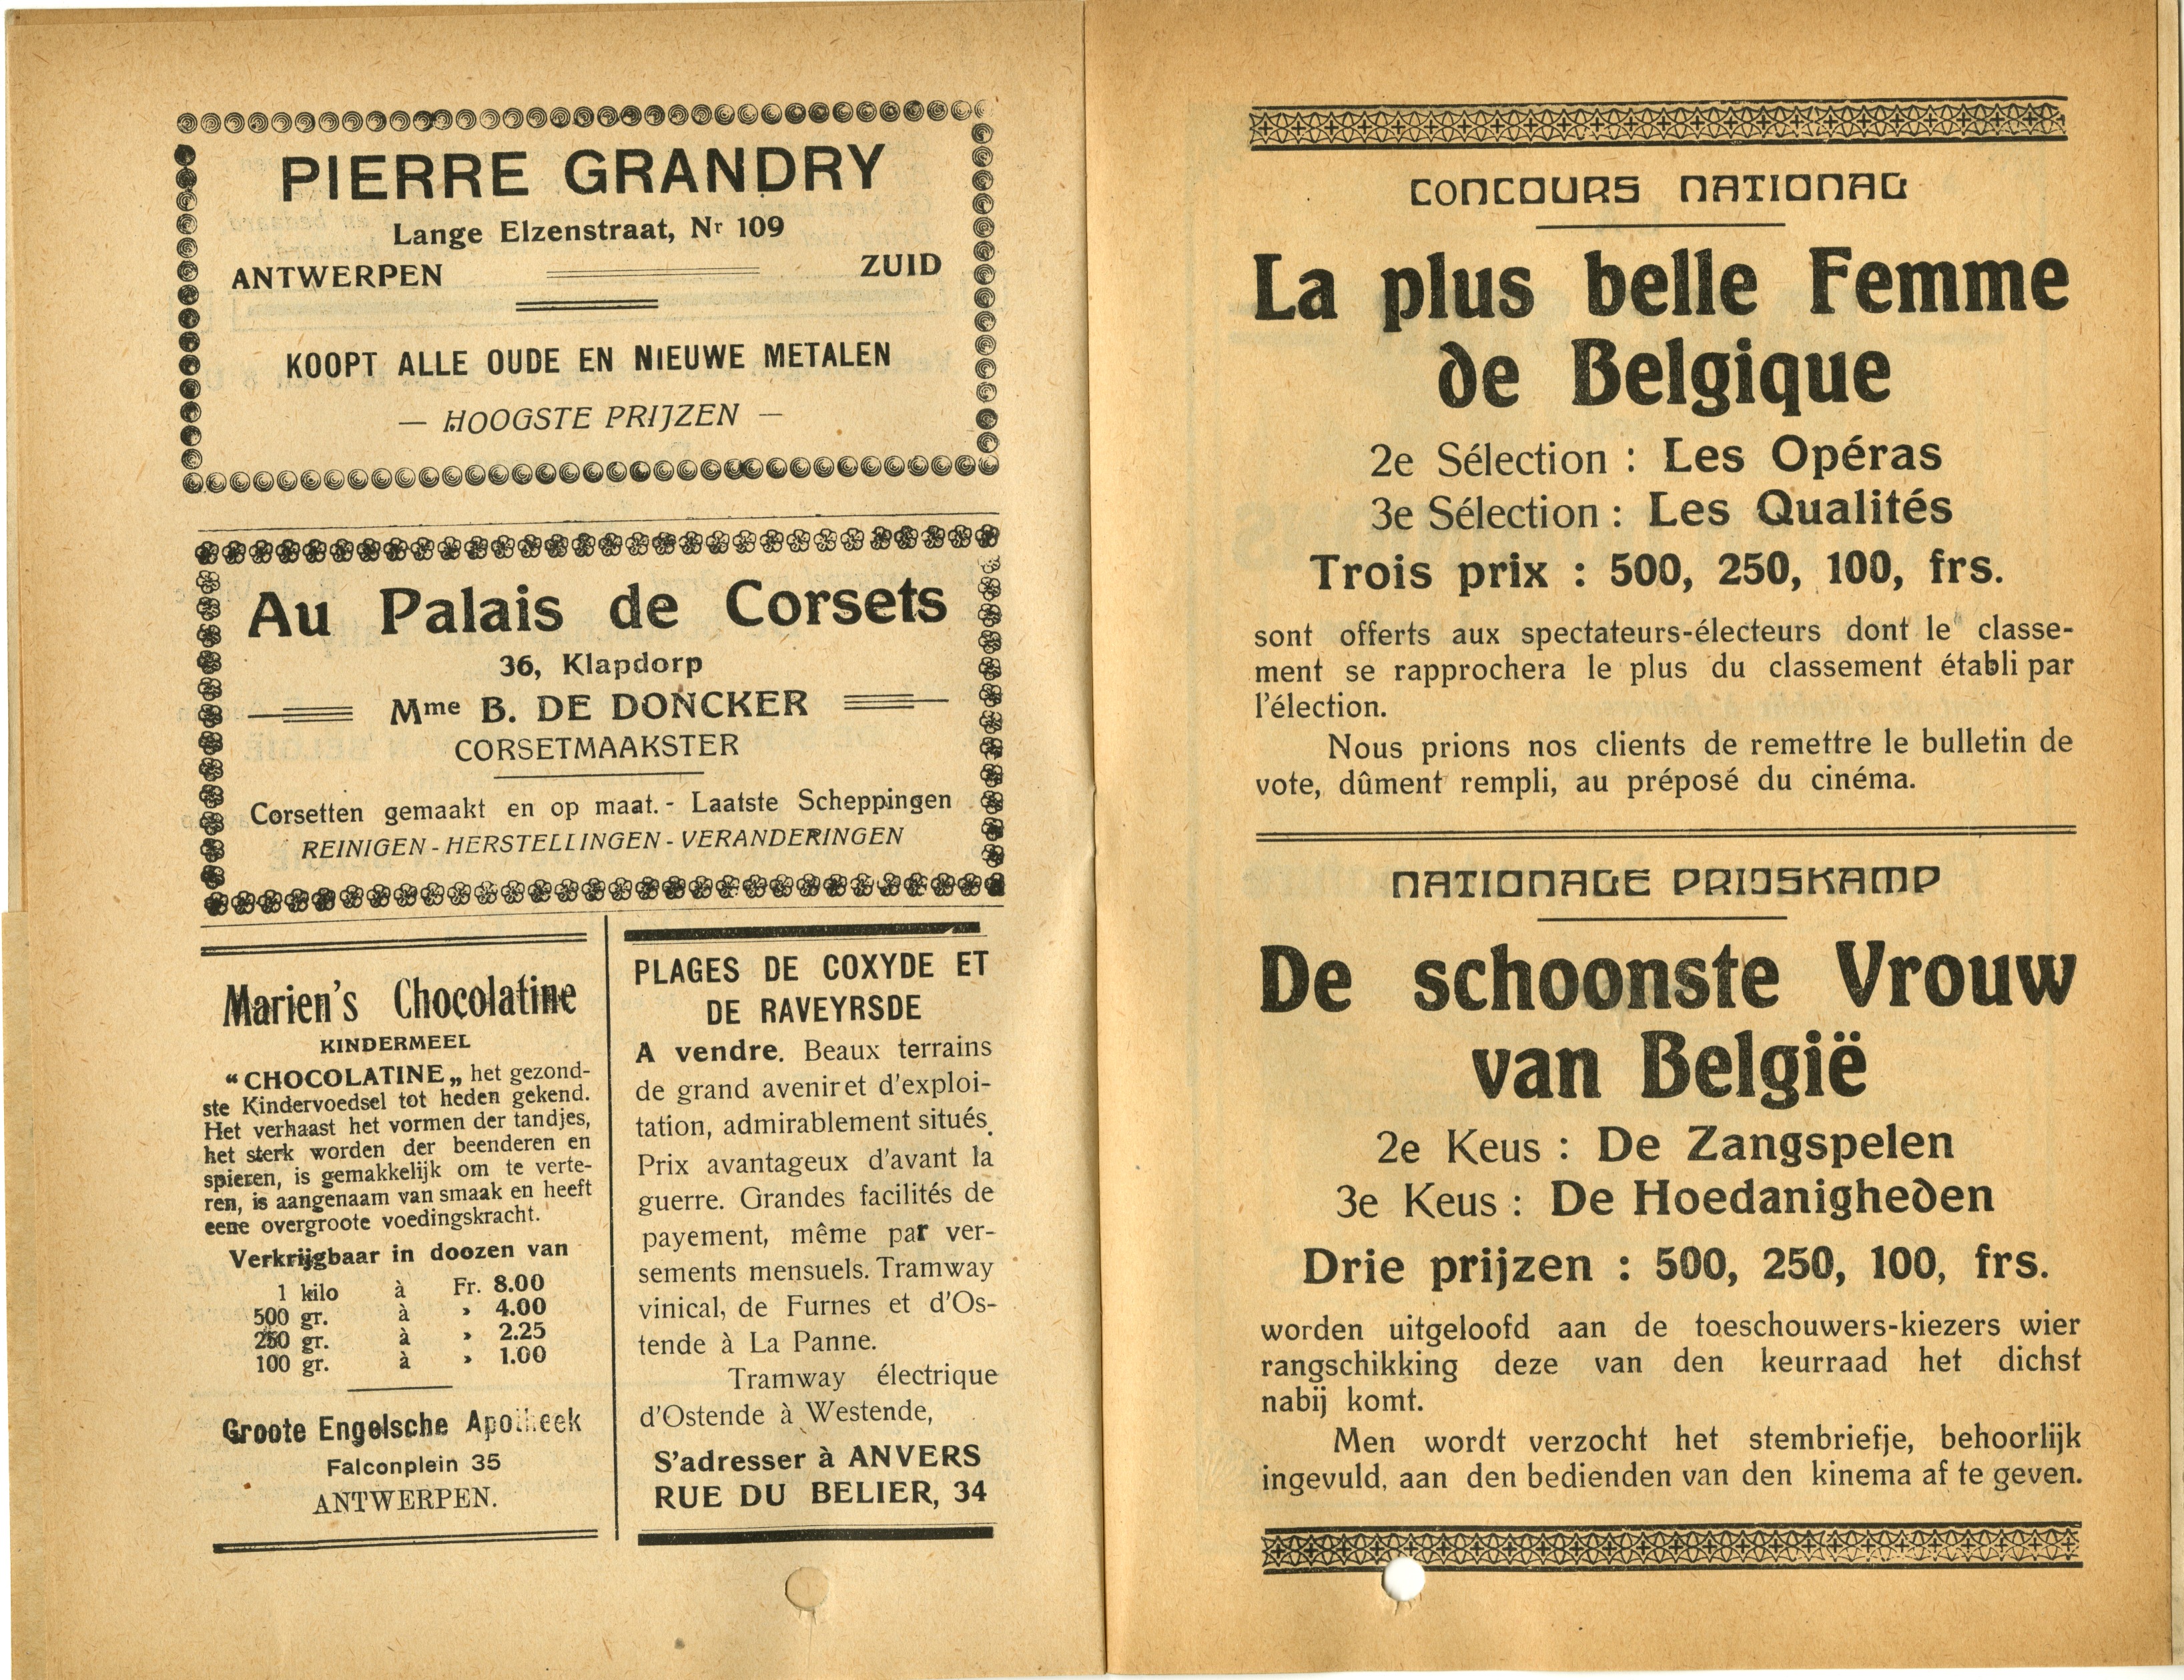 PIERRE GRANDRY
Lange Elzenstraat, Nr 109
ANTWERPEN ZUID
KOOPT ALLE OUDE EN NIEUWE METALEN
— HOOGSTE PRIJZEN —
Au Palais de Corsets
36, Klapdorp
Mme B. DE DONCKER
CORSETMAAKSTER
Corsetten gemaakt en op maat. - Laatste Scheppingen
REINIGEN - HERSTELLINGEN - VERANDERINGEN
Marien's Chocolatine
KINDERMEEL
“ CHOCOLATINE „ het gezond-
ste Kindervoedsel tot heden gekend.
Het verhaast het vormen der tandjes,
het sterk worden der beenderen en
spieren, is gemakkelijk om te verte-
ren, is aangenaam van smaak en heeft
eene overgroote voedingskracht.
Verkrijgbaar in doozen van
1 kilo à Fr. 8.00
500 gr. à » 4.00
250 gr. à » 2.25
100 gr. à » 1.00
Groote Engelsche Apotheek
Falconplein 35
ANTWERPEN.
PLAGES DE COXYDE ET
DE RAVEYRSDE
A vendre. Beaux terrains
de grand avenir et d'exploi-
tation, admirablement situés.
Prix avantageux d'avant la
guerre. Grandes facilités de
payement, même par ver-
sements mensuels. Tramway
vinical, de Furnes et d'Os-
tende à La Panne.
Tramway électrique
d'Ostende à Westende,
S'adresser à ANVERS
RUE DU BELIER, 34
CONCOURS NATIONAL
La plus belle Femme
de Belgique
2e Sélection : Les Opéras
3e Sélection : Les Qualités
Trois prix : 500, 250, 100, frs.
sont offerts aux spectateurs-électeurs dont le classe-
ment se rapprochera le plus du classement établi par
l'élection.
Nous prions nos clients de remettre le bulletin de
vote, dûment rempli, au préposé du cinéma.
NATIONALE PRIJSKAMP
De schoonste Vrouw
van België
2e Keus : De Zangspelen
3e Keus : De Hoedanigheden
Drie prijzen : 500, 250, 100, frs.
worden uitgeloofd aan de toeschouwers-kiezers wier
rangschikking deze van den keurraad het dichst
nabij komt.
Men wordt verzocht het stembriefje, behoorlijk
ingevuld, aan den bedienden van den kinema af te geven.